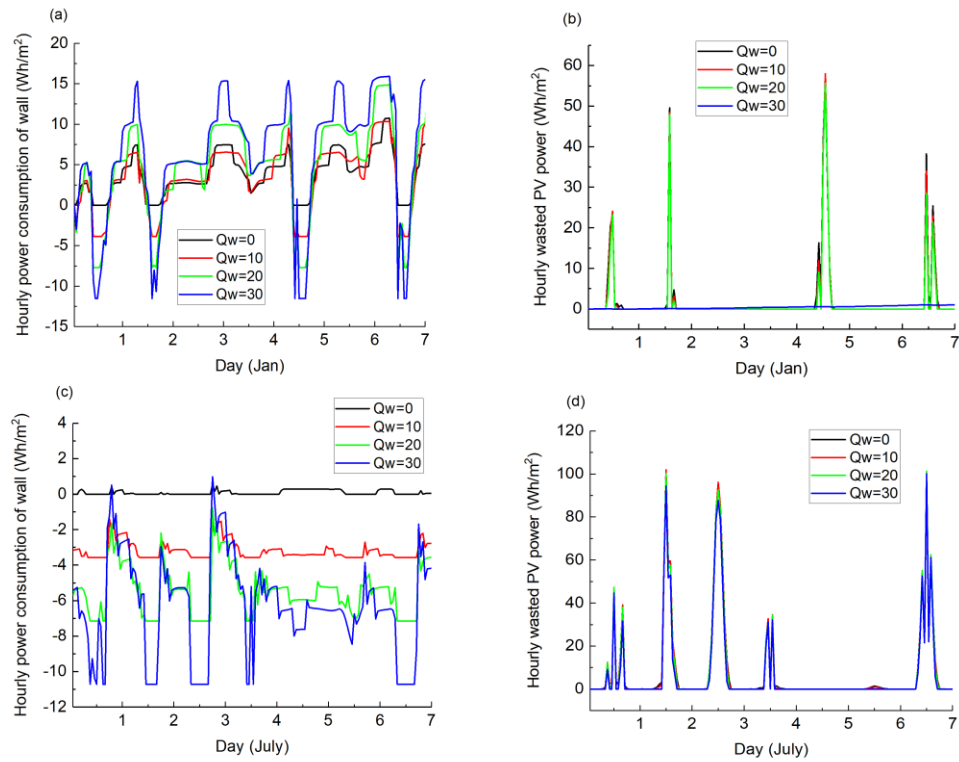 (a)
Hourly power consumption of wall (Wh/m²)
20
15
10
5
0
-5
-10
-15
Qw=0
Qw=10
Qw=20
Qw=30
1 2 3 4 5 6 7
Day (Jan)
(b)
Hourly wasted PV power (Wh/m²)
60
50
40
30
20
10
0
Qw=0
Qw=10
Qw=20
Qw=30
1 2 3 4 5 6 7
Day (Jan)
(c)
Hourly power consumption of wall (Wh/m²)
4
2
0
-2
-4
-6
-8
-10
-12
Qw=0
Qw=10
Qw=20
Qw=30
1 2 3 4 5 6 7
Day (July)
(d)
Hourly wasted PV power (Wh/m²)
120
100
80
60
40
20
0
Qw=0
Qw=10
Qw=20
Qw=30
1 2 3 4 5 6 7
Day (July)